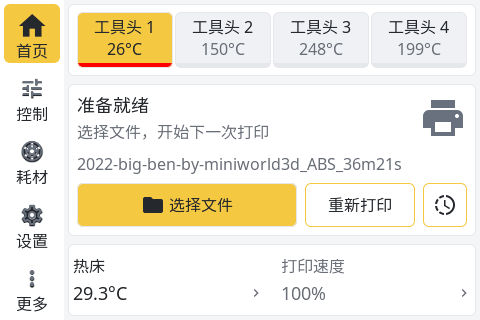 首页
控制
耗材
设置
更多
工具头 1
26°C
工具头 2
150°C
工具头 3
248°C
工具头 4
199°C
准备就绪
选择文件，开始下一次打印
2022-big-ben-by-miniworld3d_ABS_36m21s
选择文件
重新打印
热床
29.3°C
打印速度
100%